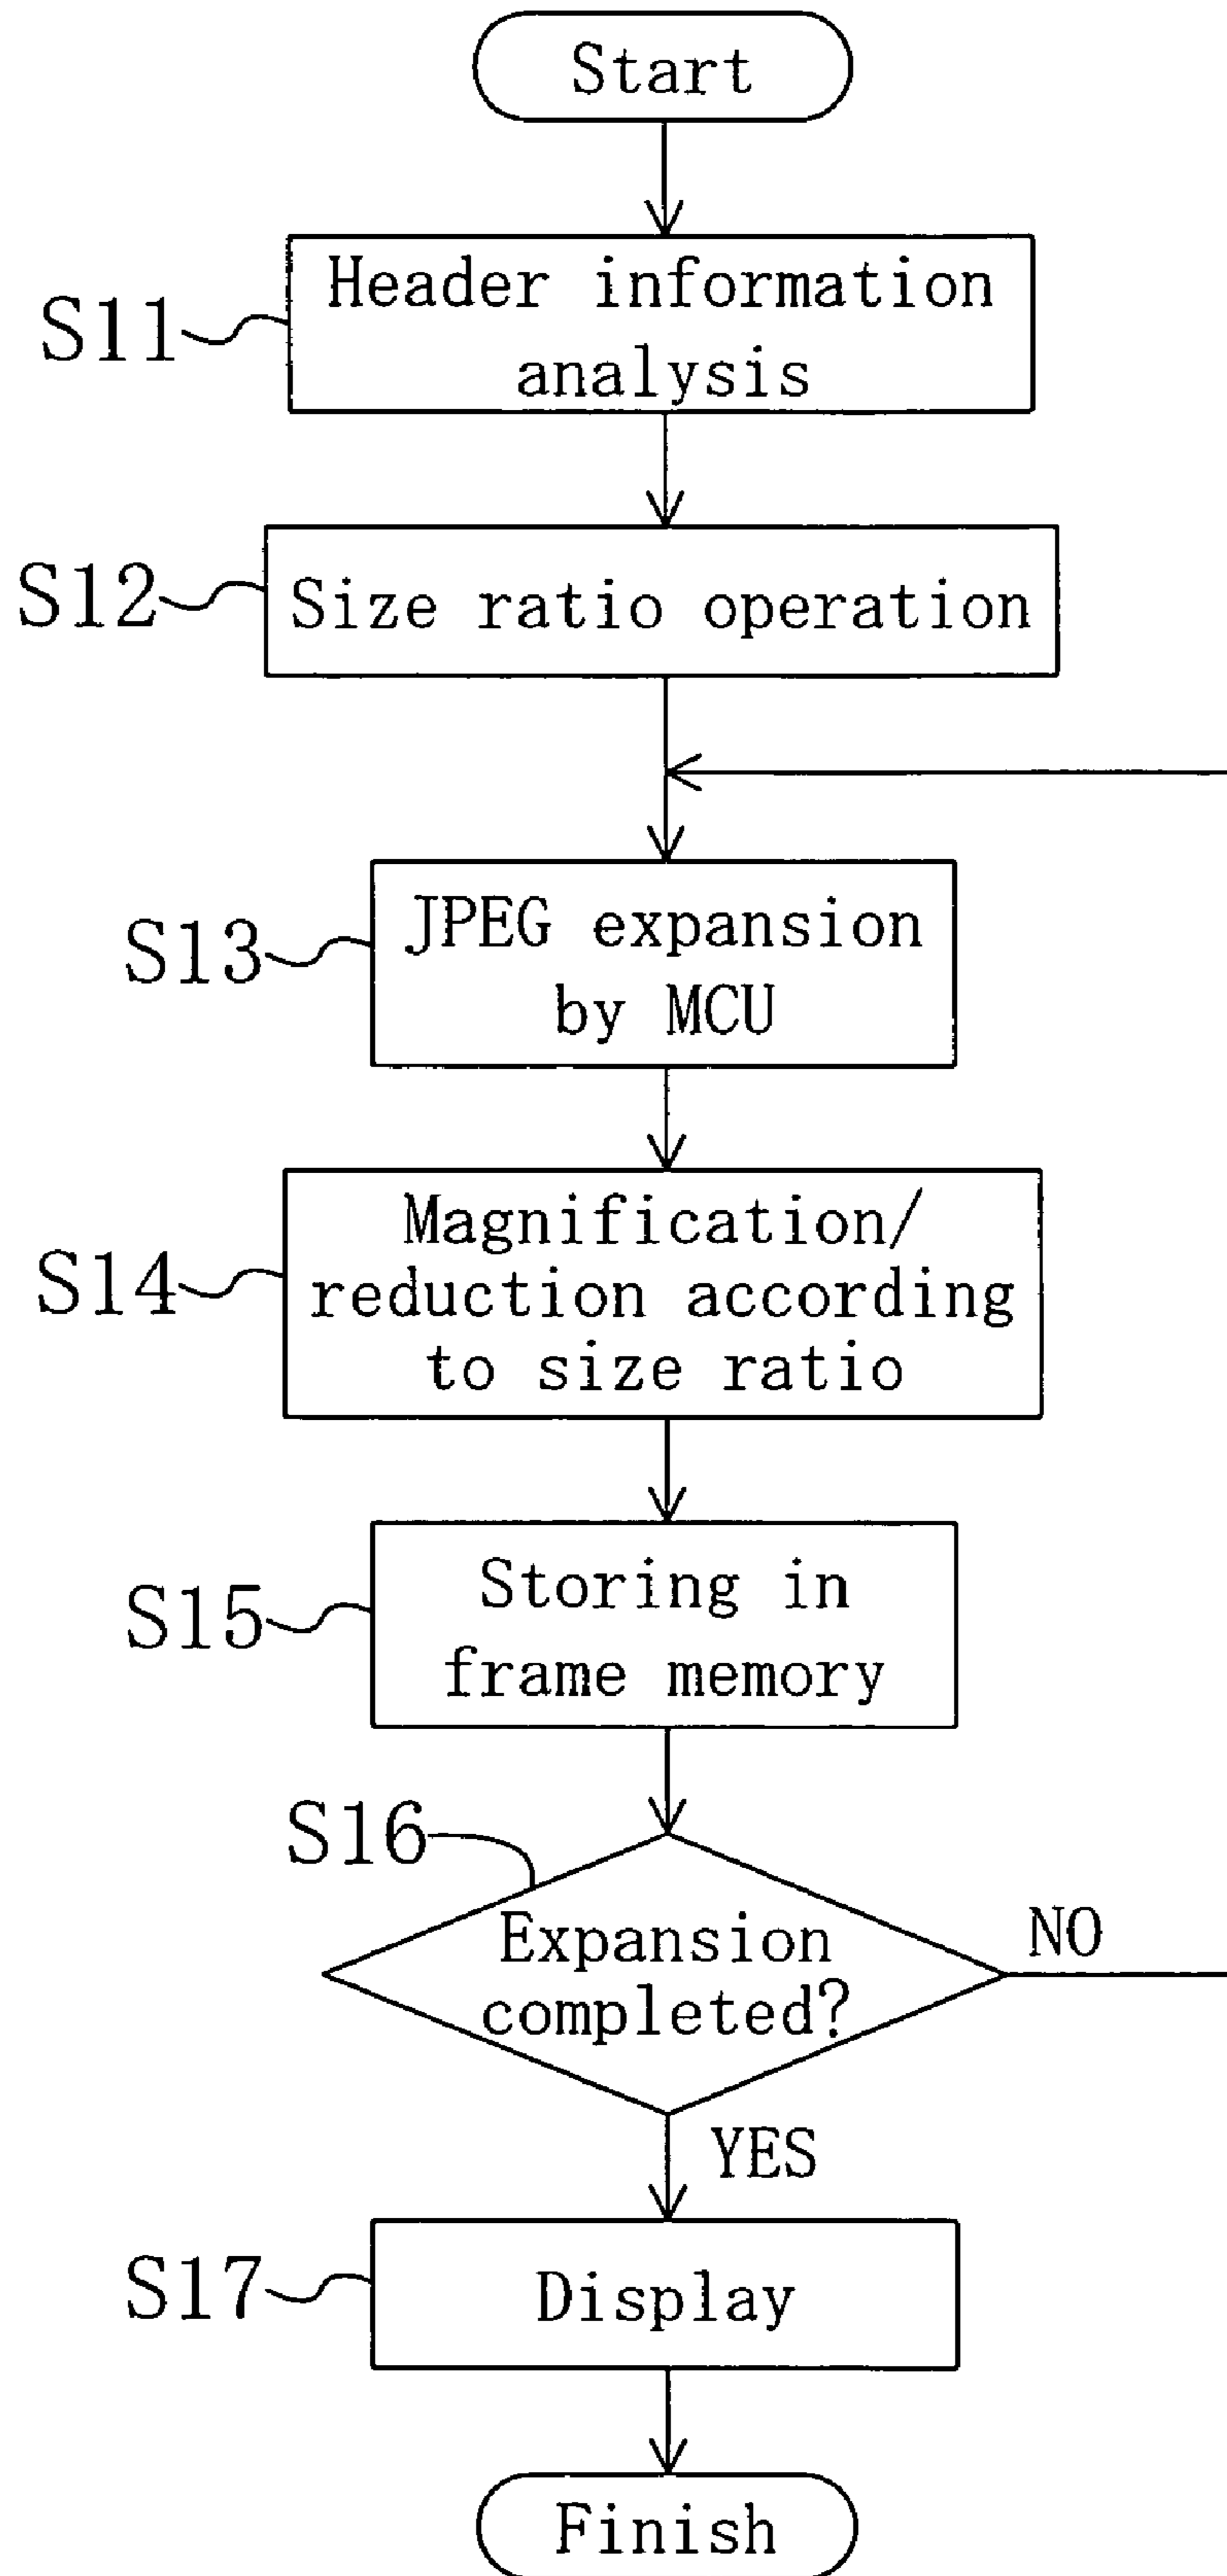 Start
S11
Header information
analysis
S12
Size ratio operation
S13
JPEG expansion
by MCU
S14
Magnification/
reduction according
to size ratio
S15
Storing in
frame memory
S16
Expansion
completed?
NO
YES
S17
Display
Finish